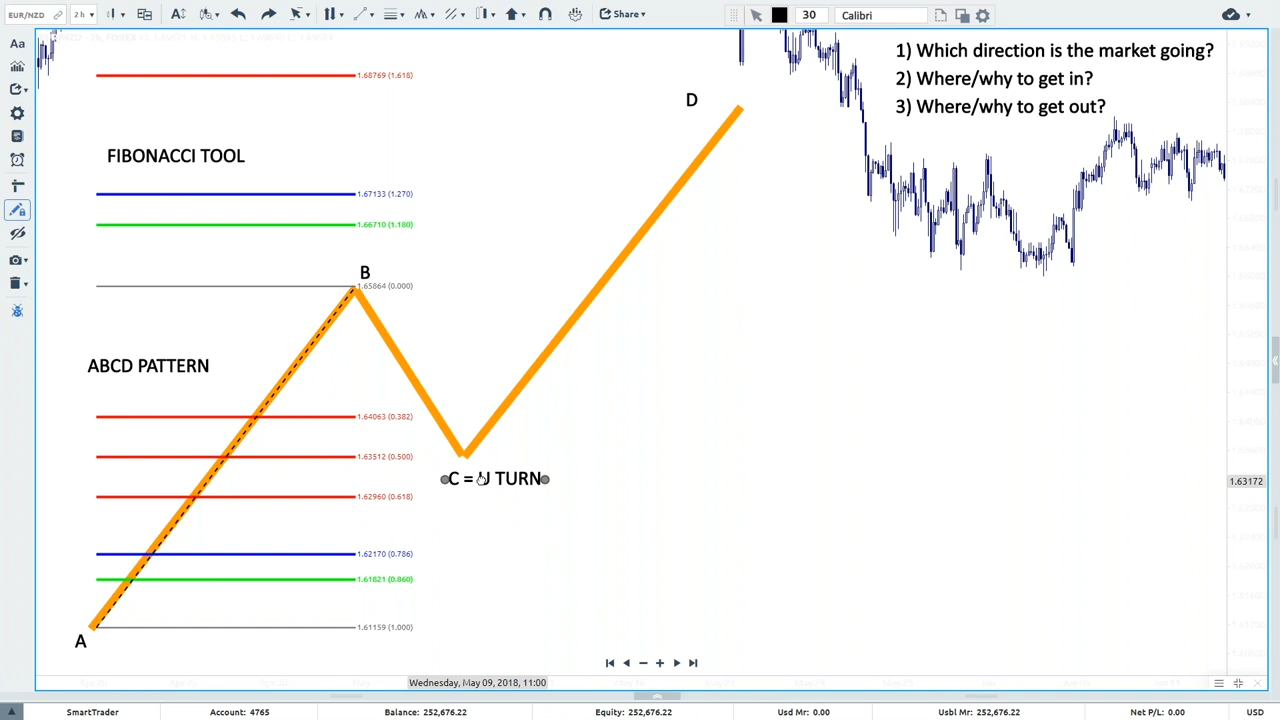 EUR/NZD
2 h
Share
30
Calibri
Aa
1) Which direction is the market going?
2) Where/why to get in?
3) Where/why to get out?
1.68769 (1.618)
D
FIBONACCI TOOL
1.67133 (1.270)
1.66710 (1.180)
B
1.65864 (0.000)
ABCD PATTERN
1.64063 (0.382)
1.63512 (0.500)
C = U TURN
1.63172
1.62960 (0.618)
1.62170 (0.786)
1.61821 (0.860)
1.61159 (1.000)
A
Wednesday, May 09, 2018, 11:00
SmartTrader
Account: 4765
Balance: 252,676.22
Equity: 252,676.22
Usd Mr: 0.00
Usbl Mr: 252,676.22
Net P/L: 0.00
USD